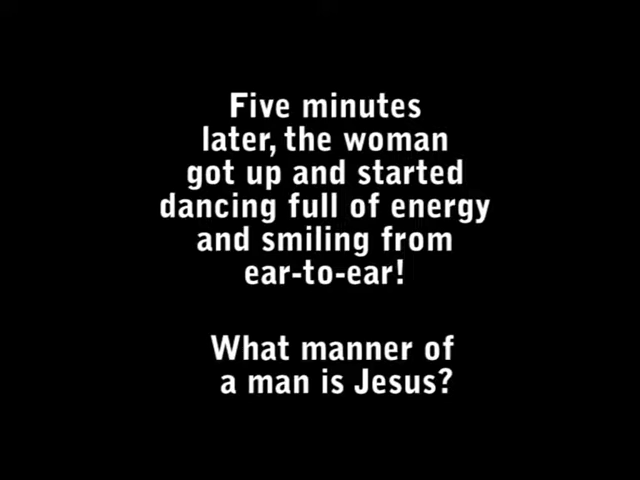 Five minutes
later, the woman
got up and started
dancing full of energy
and smiling from
ear-to-ear!
What manner of
a man is Jesus?